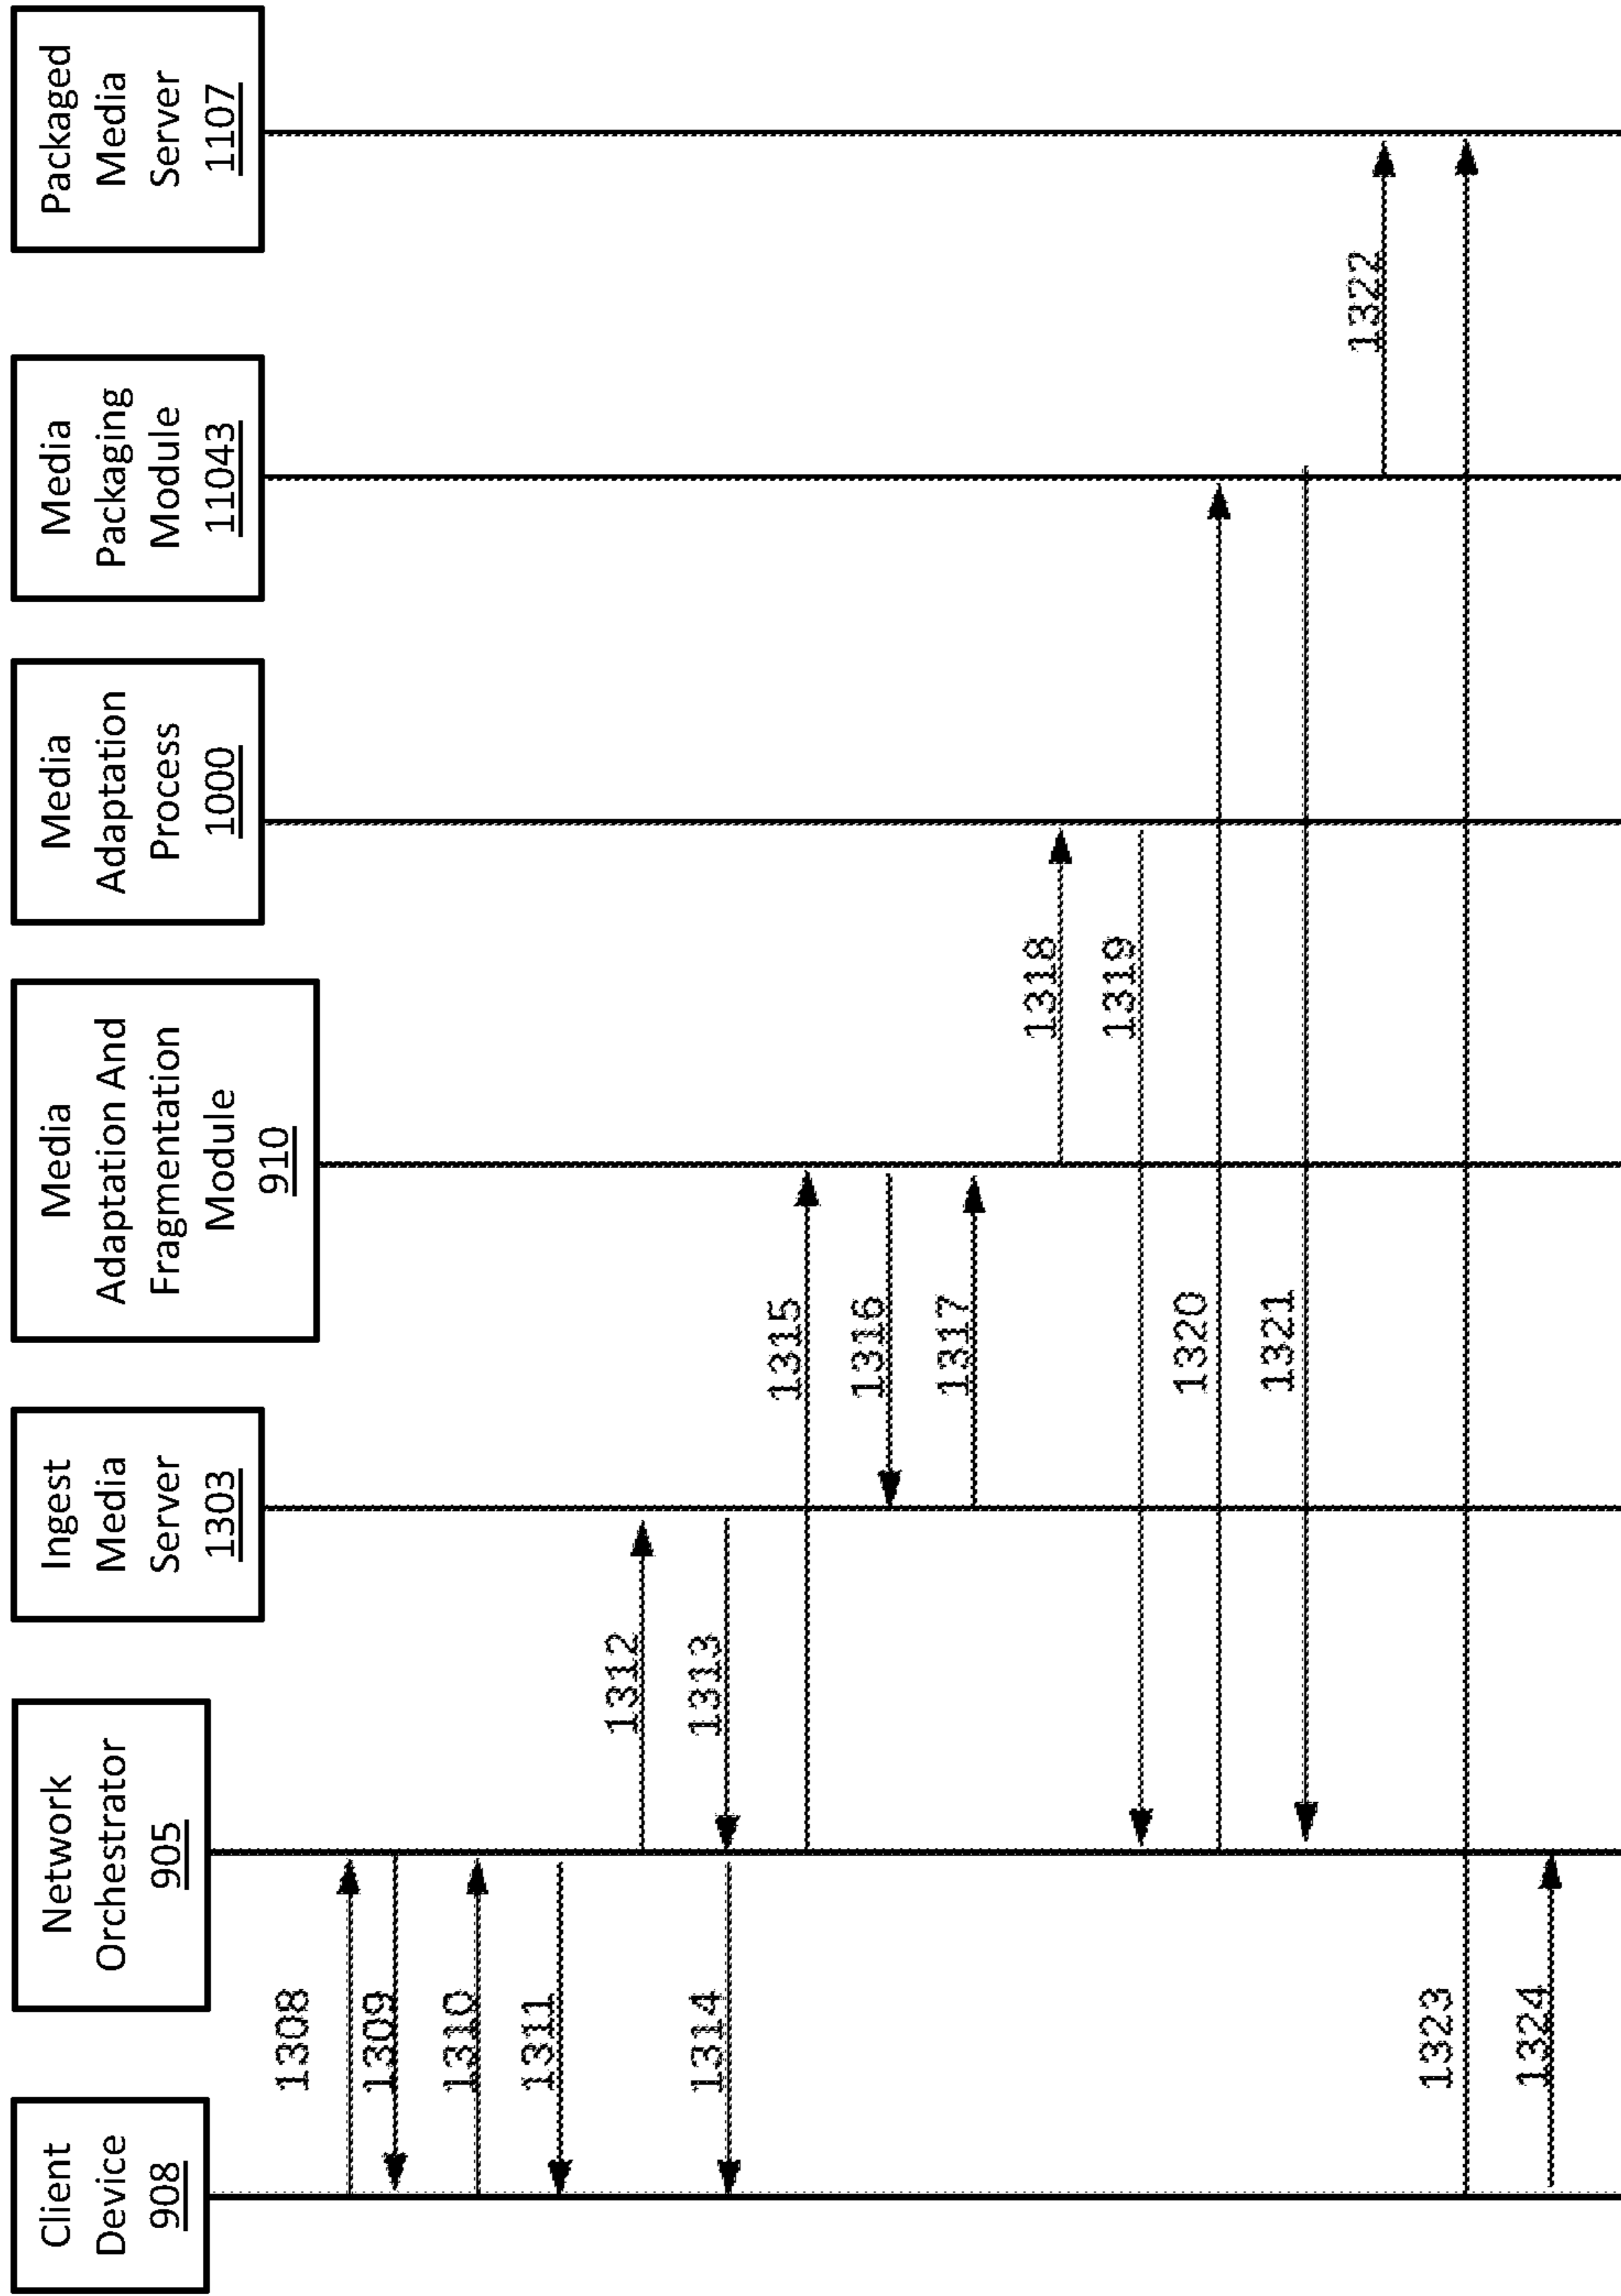 Client
Device
908
Network
Orchestrator
905
Ingest
Media
Server
1303
Media
Adaptation And
Fragmentation
Module
910
Media
Adaptation
Process
1000
Media
Packaging
Module
11043
Packaged
Media
Server
1107
1308
1309
1310
1311
1312
1313
1314
1315
1316
1317
1318
1319
1320
1321
1322
1323
1324